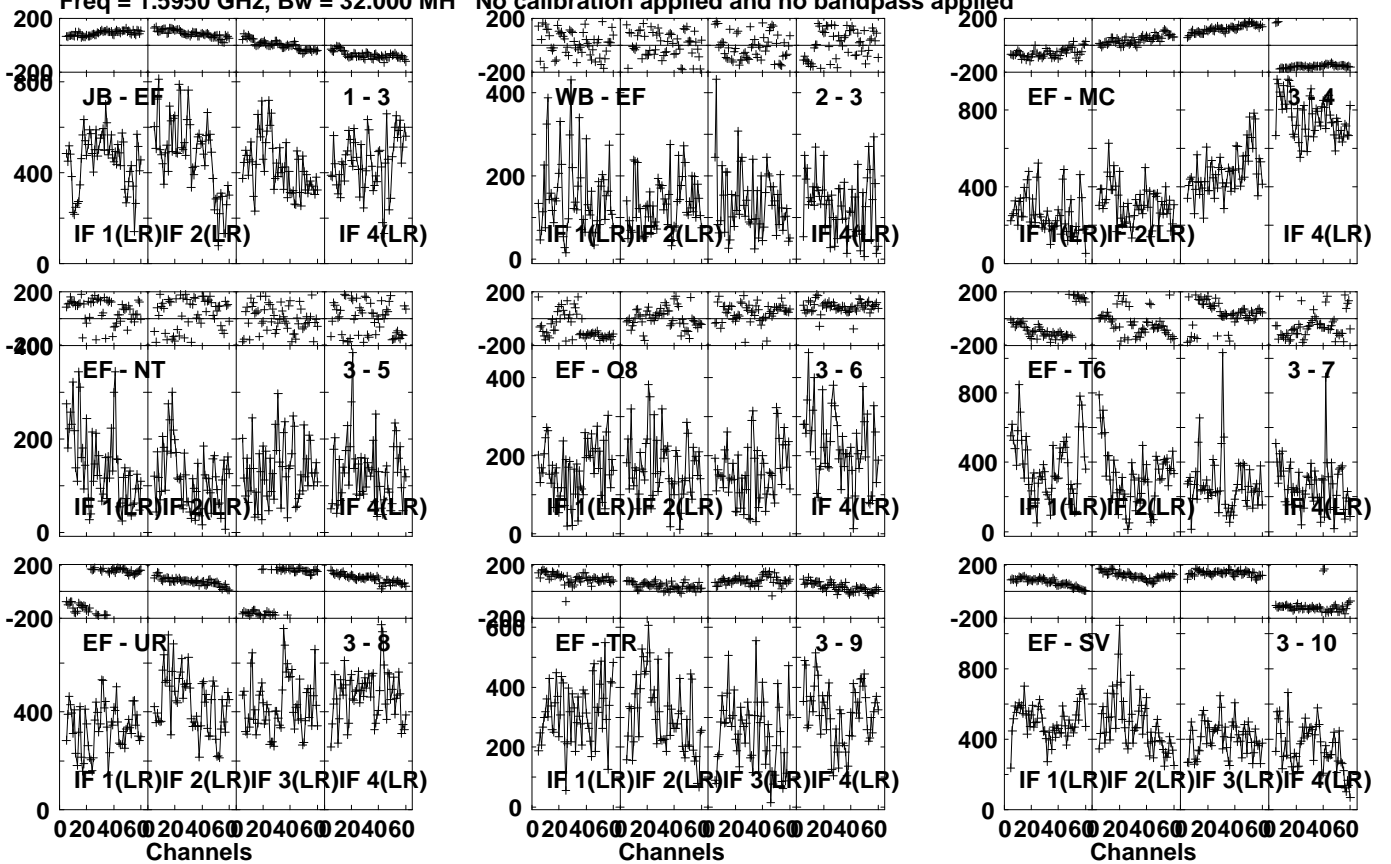 Freq = 1.5950 GHz, Bw = 32.000 MH No calibration applied and no bandpass applied
200
-200
800
400
0
JB - EF 1 - 3
IF 1(LR) IF 2(LR) IF 4(LR)
200
-200
400
200
0
WB - EF 2 - 3
IF 1(LR) IF 2(LR) IF 4(LR)
200
-200
800
400
0
EF - MC 3 - 4
IF 1(LR) IF 2(LR) IF 4(LR)
200
-200
400
200
0
EF - NT 3 - 5
IF 1(LR) IF 2(LR) IF 4(LR)
200
-200
400
200
0
EF - O8 3 - 6
IF 1(LR) IF 2(LR) IF 4(LR)
200
-200
800
400
0
EF - T6 3 - 7
IF 1(LR) IF 2(LR) IF 4(LR)
200
-200
400
0
EF - UR 3 - 8
IF 1(LR) IF 2(LR) IF 3(LR) IF 4(LR)
0 20 40 60 0 20 40 60 0 20 40 60 0 20 40 60
Channels
200
-200
600
400
200
0
EF - TR 3 - 9
IF 1(LR) IF 2(LR) IF 3(LR) IF 4(LR)
0 20 40 60 0 20 40 60 0 20 40 60 0 20 40 60
Channels
200
-200
800
400
0
EF - SV 3 - 10
IF 1(LR) IF 2(LR) IF 3(LR) IF 4(LR)
0 20 40 60 0 20 40 60 0 20 40 60 0 20 40 60
Channels